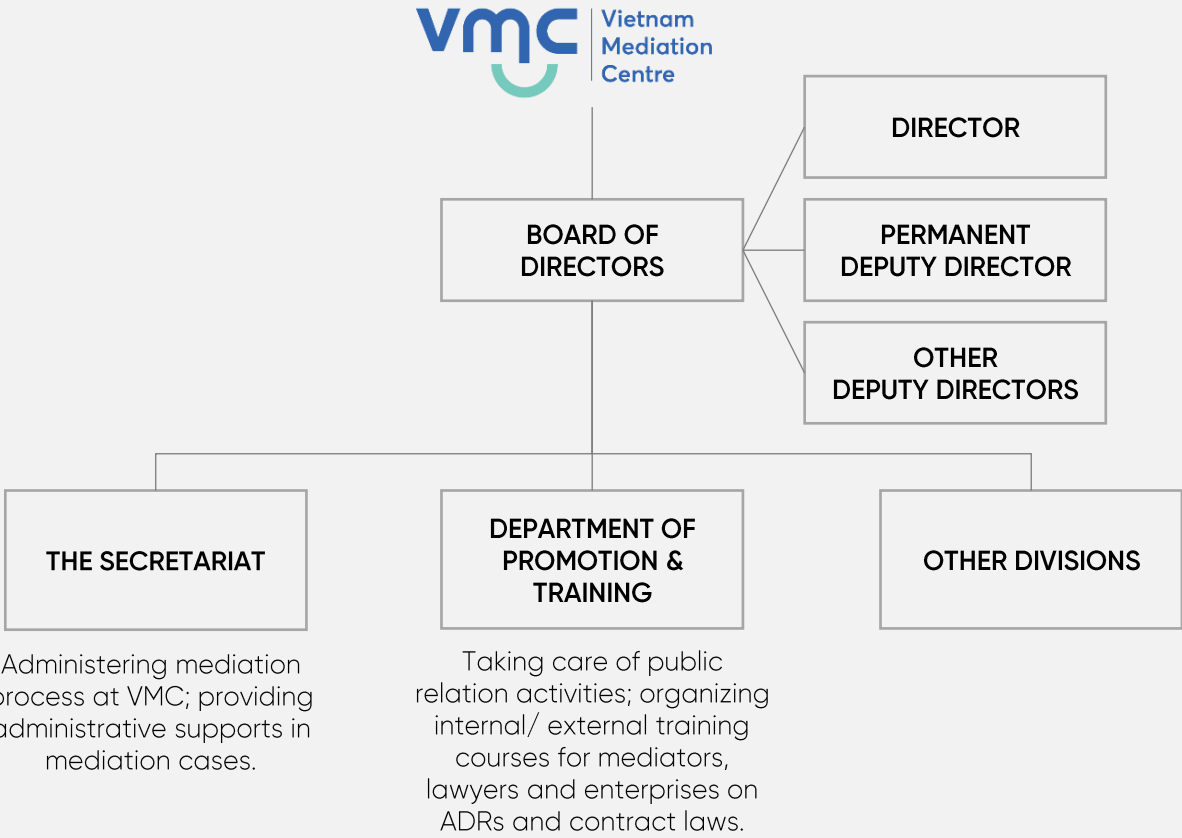 vmc
Vietnam
Mediation
Centre
DIRECTOR
BOARD OF
DIRECTORS
PERMANENT
DEPUTY DIRECTOR
OTHER
DEPUTY DIRECTORS
THE SECRETARIAT
Administering mediation
process at VMC; providing
administrative supports in
mediation cases.
DEPARTMENT OF
PROMOTION &
TRAINING
Taking care of public
relation activities; organizing
internal/ external training
courses for mediators,
lawyers and enterprises on
ADRs and contract laws.
OTHER DIVISIONS